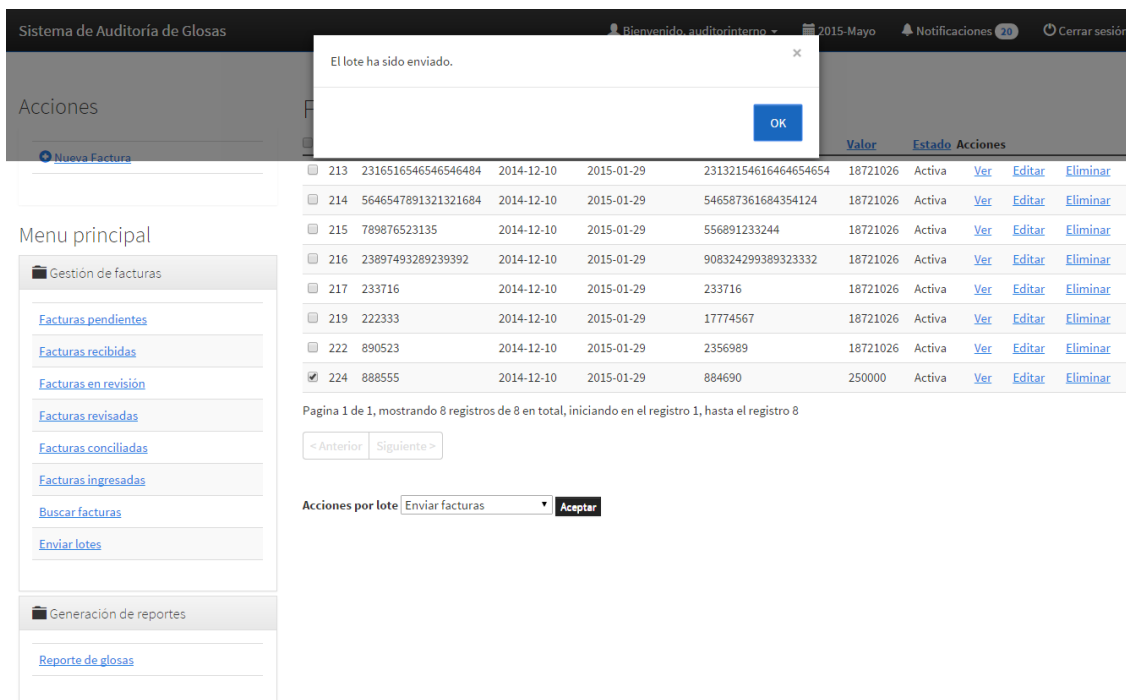 Sistema de Auditoría de Glosas Bienvenido, auditorinterno 2015-Mayo Notificaciones 20 Cerrar sesión
El lote ha sido enviado. ×
OK
Acciones
Nueva Factura
Menu principal
Gestión de facturas
Facturas pendientes
Facturas recibidas
Facturas en revisión
Facturas revisadas
Facturas conciliadas
Facturas ingresadas
Buscar facturas
Enviar lotes
Generación de reportes
Reporte de glosas
F
Valor Estado Acciones
213 2316516546546546484 2014-12-10 2015-01-29 23132154616464654654 18721026 Activa Ver Editar Eliminar
214 5646547891321321684 2014-12-10 2015-01-29 546587361684354124 18721026 Activa Ver Editar Eliminar
215 789876523135 2014-12-10 2015-01-29 556891233244 18721026 Activa Ver Editar Eliminar
216 23897493289239392 2014-12-10 2015-01-29 908324299389323332 18721026 Activa Ver Editar Eliminar
217 233716 2014-12-10 2015-01-29 233716 18721026 Activa Ver Editar Eliminar
219 222333 2014-12-10 2015-01-29 17774567 18721026 Activa Ver Editar Eliminar
222 890523 2014-12-10 2015-01-29 2356989 18721026 Activa Ver Editar Eliminar
224 888555 2014-12-10 2015-01-29 884690 250000 Activa Ver Editar Eliminar
Pagina 1 de 1, mostrando 8 registros de 8 en total, iniciando en el registro 1, hasta el registro 8
< Anterior Siguiente >
Acciones por lote Enviar facturas Aceptar